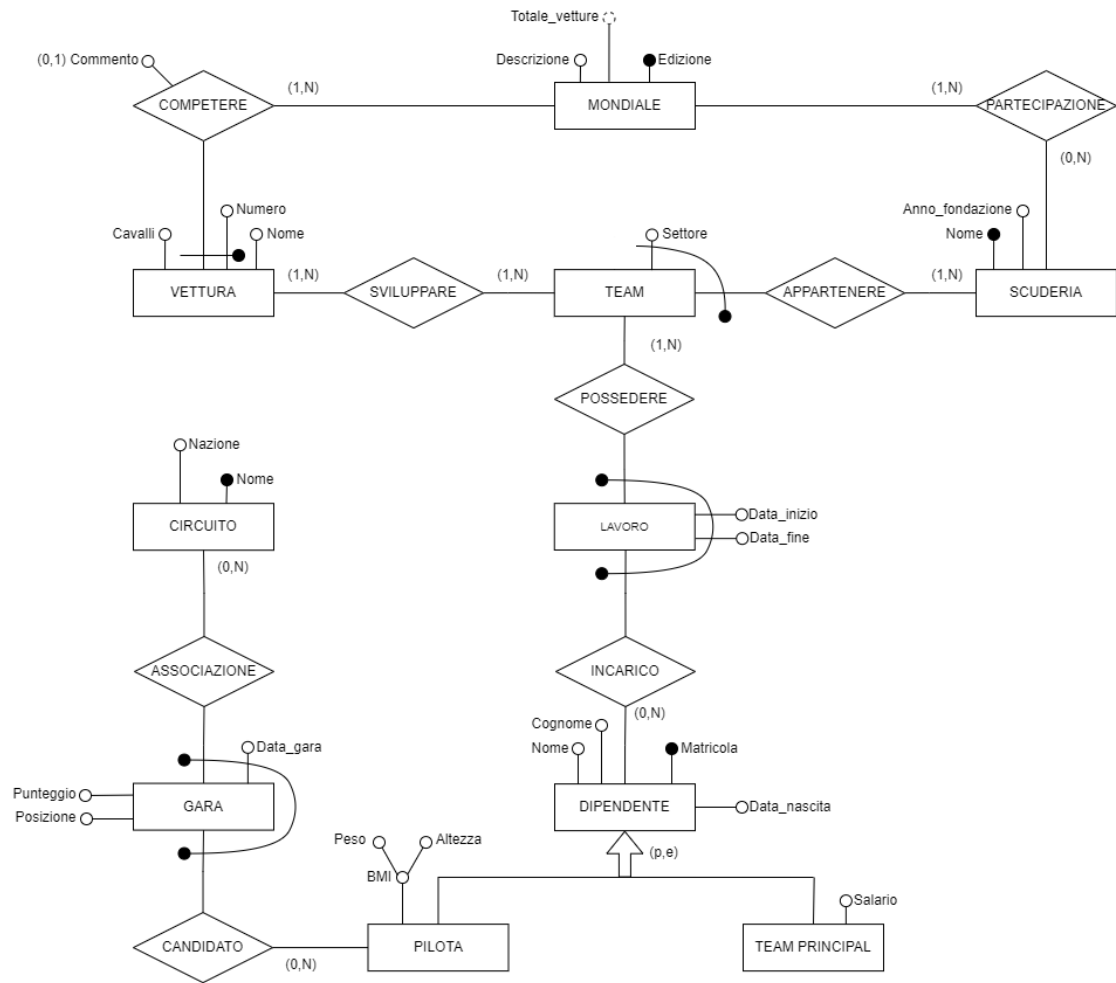 Totale_vetture
(0,1) Commento
Descrizione
Edizione
COMPETERE
(1,N)
MONDIALE
(1,N)
PARTECIPAZIONE
(0,N)
Numero
Cavalli
Nome
Settore
Anno_fondazione
Nome
VETTURA
(1,N)
SVILUPPARE
(1,N)
TEAM
APPARTENERE
(1,N)
SCUDERIA
(1,N)
POSSEDERE
Nazione
Nome
CIRCUITO
(0,N)
LAVORO
Data_inizio
Data_fine
ASSOCIAZIONE
INCARICO
(0,N)
Cognome
Nome
Matricola
Data_gara
Punteggio
Posizione
GARA
DIPENDENTE
Data_nascita
(p,e)
Peso
Altezza
BMI
Salario
CANDIDATO
(0,N)
PILOTA
TEAM PRINCIPAL